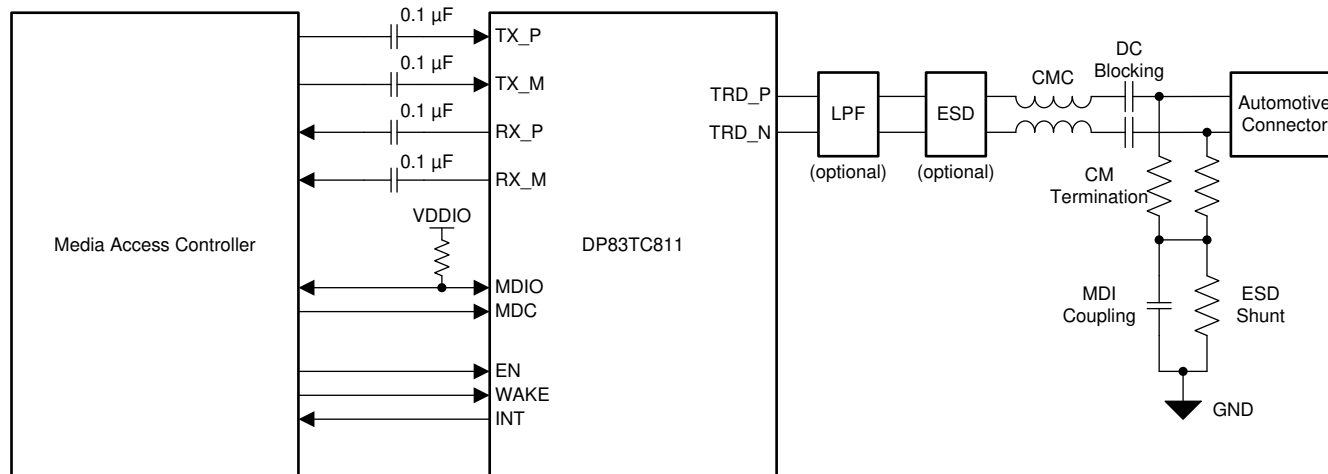 0.1 µF
TX_P
0.1 µF
TX_M
0.1 µF
RX_P
0.1 µF
RX_M
VDDIO
Media Access Controller
DP83TC811
MDIO
MDC
EN
WAKE
INT
TRD_P
TRD_N
LPF
(optional)
ESD
(optional)
CMC
DC
Blocking
Automotive
Connector
CM
Termination
MDI
Coupling
ESD
Shunt
GND